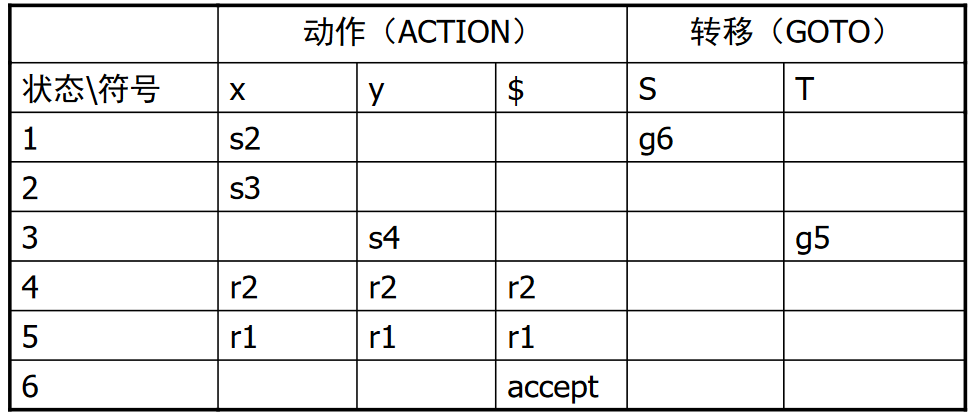 动作（ACTION） 转移（GOTO）
状态\符号 x y $ S T
1 s2 g6
2 s3
3 s4 g5
4 r2 r2 r2
5 r1 r1 r1
6 accept